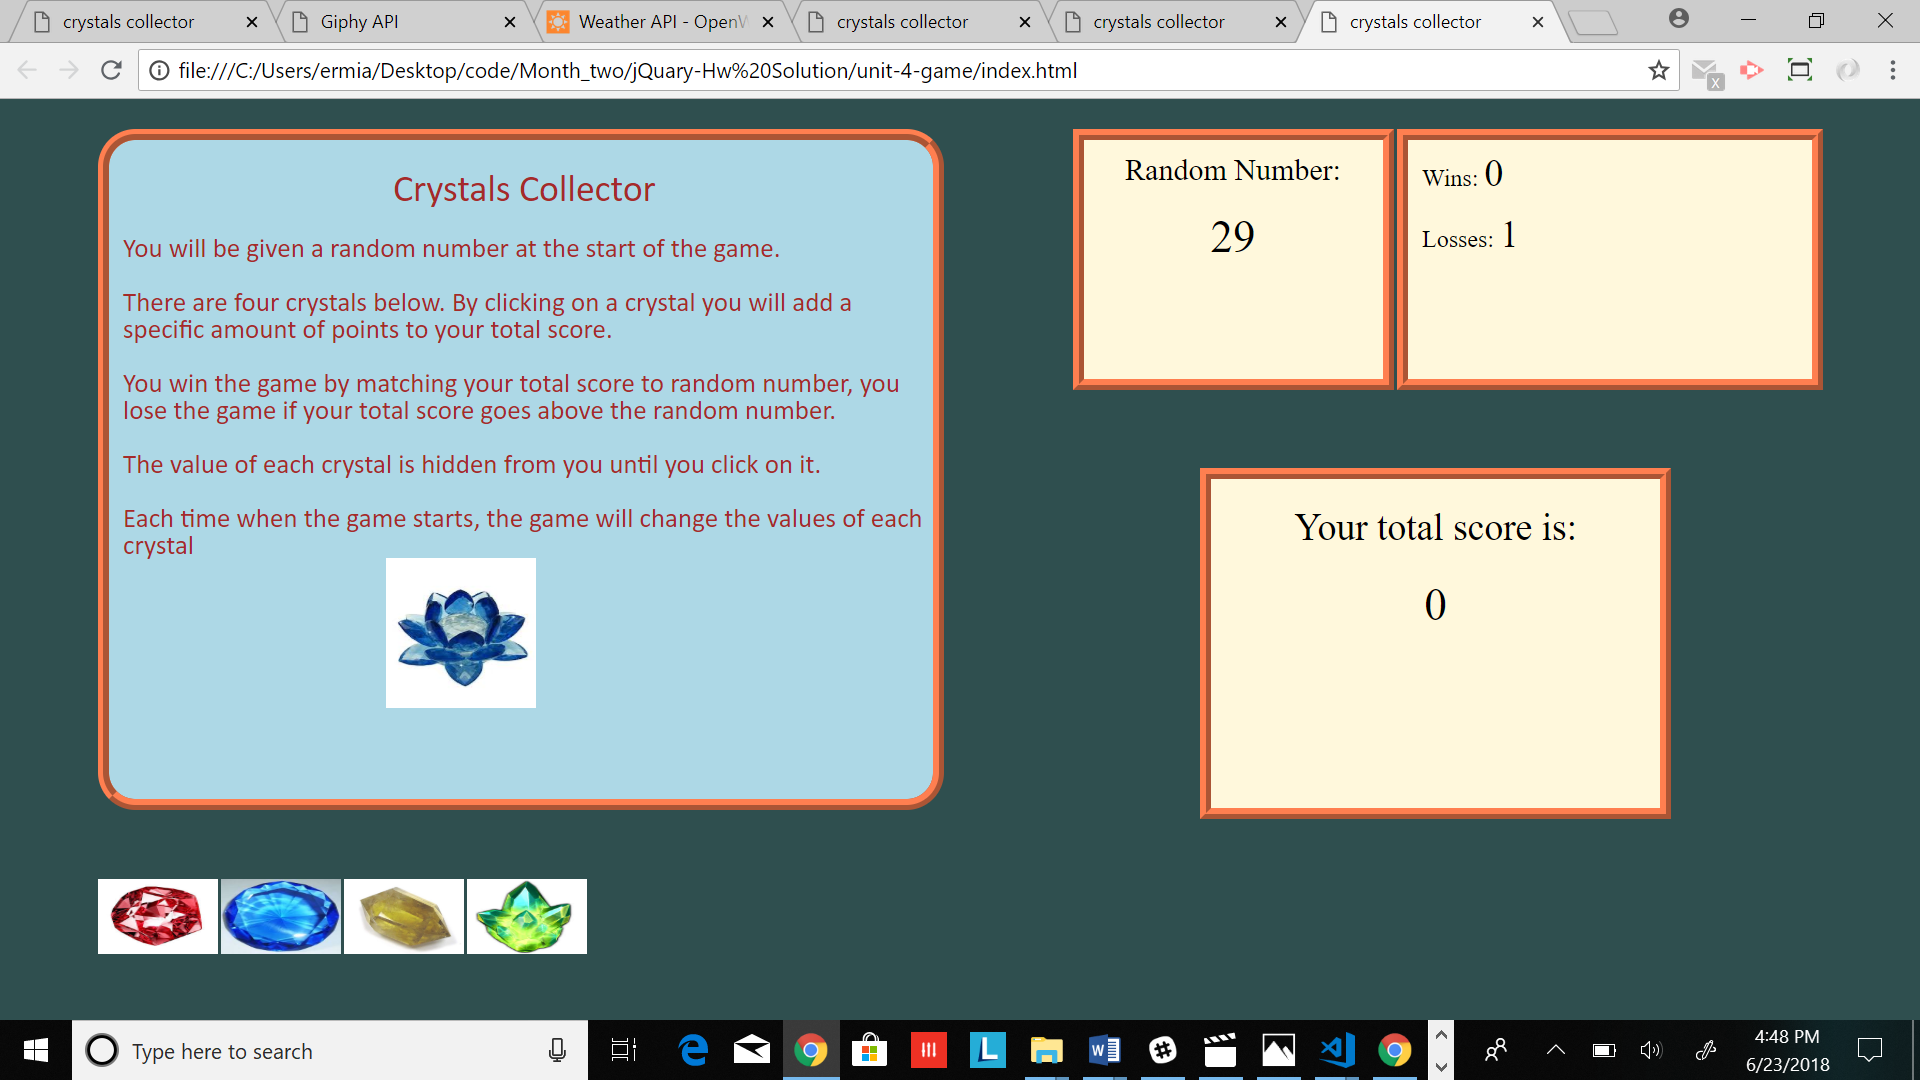 crystals collector
Giphy API
Weather API - OpenW
crystals collector
crystals collector
crystals collector
file:///C:/Users/ermia/Desktop/code/Month_two/jQuary-Hw%20Solution/unit-4-game/index.html
x
Crystals Collector
You will be given a random number at the start of the game.
There are four crystals below. By clicking on a crystal you will add a
specific amount of points to your total score.
You win the game by matching your total score to random number, you
lose the game if your total score goes above the random number.
The value of each crystal is hidden from you until you click on it.
Each time when the game starts, the game will change the values of each
crystal
Random Number:
29
Wins: 0
Losses: 1
Your total score is:
0
Type here to search
L
W
4:48 PM
6/23/2018